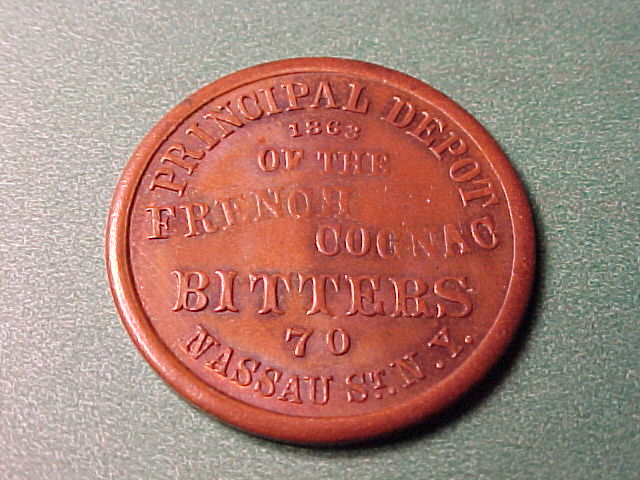 PRINCIPAL DEPOT
1863
OF THE
FRENCH
COGNAC
BITTERS
70
NASSAU ST. N.Y.